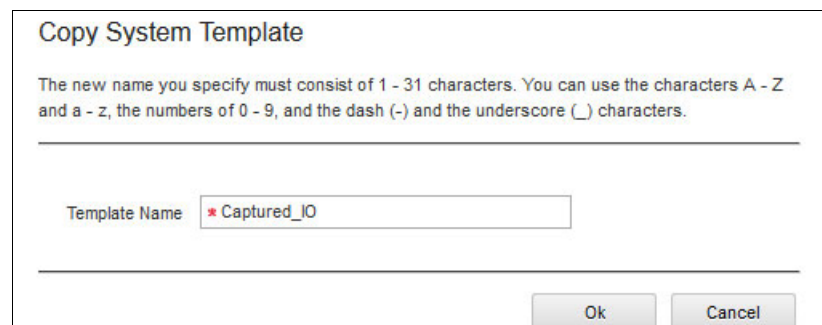 Copy System Template
The new name you specify must consist of 1 - 31 characters. You can use the characters A - Z
and a - z, the numbers of 0 - 9, and the dash (-) and the underscore (_) characters.
Template Name * Captured_IO
Ok Cancel